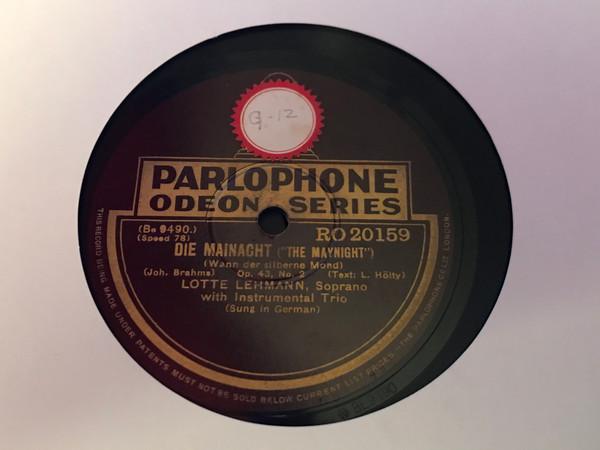 G-12
PARLOPHONE
ODEON SERIES
(Be 9490.)
(Speed 78)
RO 20159
DIE MAINACHT ("THE MAYNIGHT")
(Wann der silberne Mond)
(Joh. Brahms) Op. 43, No. 2 (Text: L. Hölty)
LOTTE LEHMANN, Soprano
with Instrumental Trio
(Sung in German)
THIS RECORD BEING MADE UNDER PATENTS MUST NOT BE SOLD BELOW CURRENT LIST PRICES.-THE PARLOPHONE CO. LTD. LONDON.